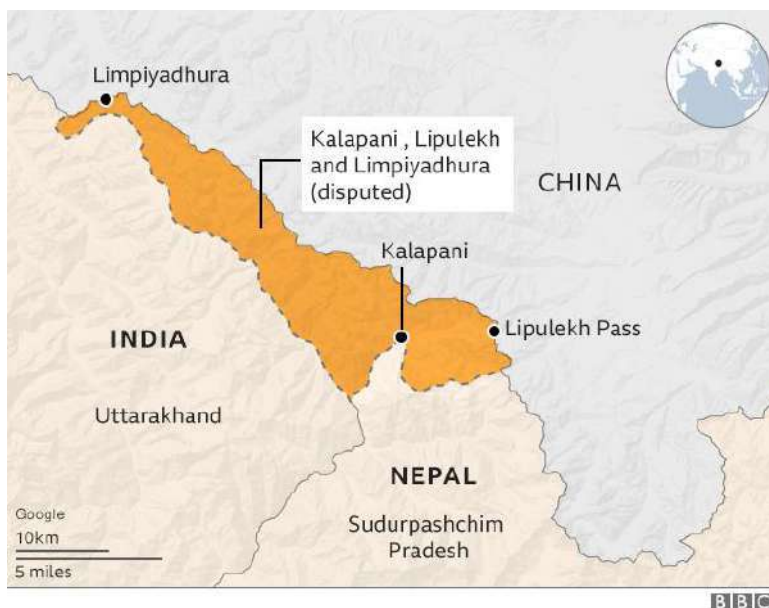 Limpiyadhura
Kalapani , Lipulekh
and Limpiyadhura
(disputed)
CHINA
Kalapani
Lipulekh Pass
INDIA
Uttarakhand
NEPAL
Sudurpashchim
Pradesh
Google
10km
5 miles
BBC